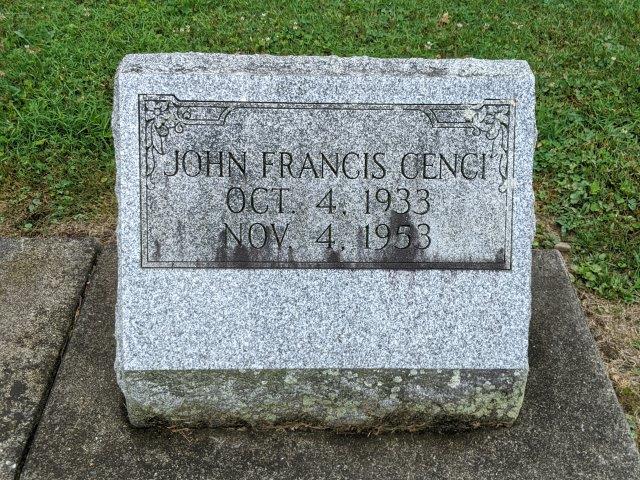 JOHN FRANCIS CENCI
OCT. 4, 1933
NOV. 4, 1953